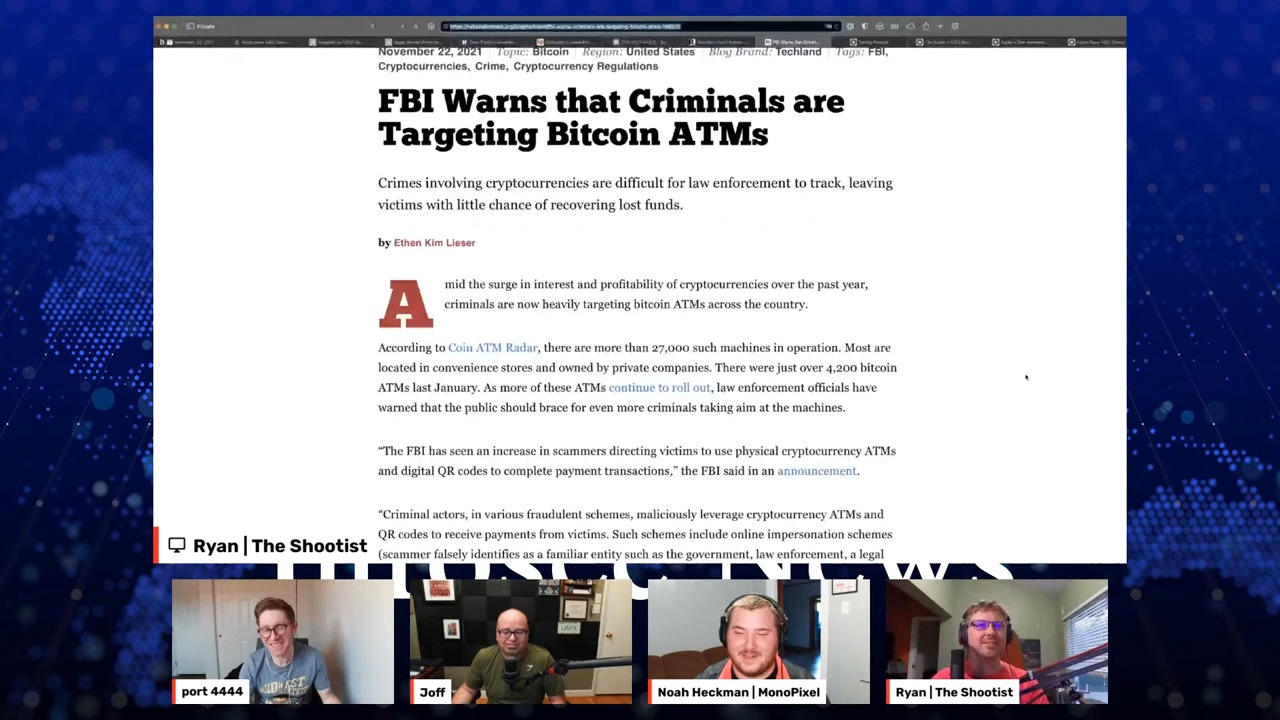 Private
November 22, 2021 Topic: Bitcoin Region: United States Blog Brand: Techland Tags: FBI,
Cryptocurrencies, Crime, Cryptocurrency Regulations
FBI Warns that Criminals are
Targeting Bitcoin ATMs
Crimes involving cryptocurrencies are difficult for law enforcement to track, leaving
victims with little chance of recovering lost funds.
by Ethen Kim Lieser
Amid the surge in interest and profitability of cryptocurrencies over the past year,
criminals are now heavily targeting bitcoin ATMs across the country.
According to Coin ATM Radar, there are more than 27,000 such machines in operation. Most are
located in convenience stores and owned by private companies. There were just over 4,200 bitcoin
ATMs last January. As more of these ATMs continue to roll out, law enforcement officials have
warned that the public should brace for even more criminals taking aim at the machines.
“The FBI has seen an increase in scammers directing victims to use physical cryptocurrency ATMs
and digital QR codes to complete payment transactions,” the FBI said in an announcement.
“Criminal actors, in various fraudulent schemes, maliciously leverage cryptocurrency ATMs and
QR codes to receive payments from victims. Such schemes include online impersonation schemes
(scammer falsely identifies as a familiar entity such as the government, law enforcement, a legal
Ryan | The Shootist
Infosec News
port 4444
Joff
Noah Heckman | MonoPixel
Ryan | The Shootist